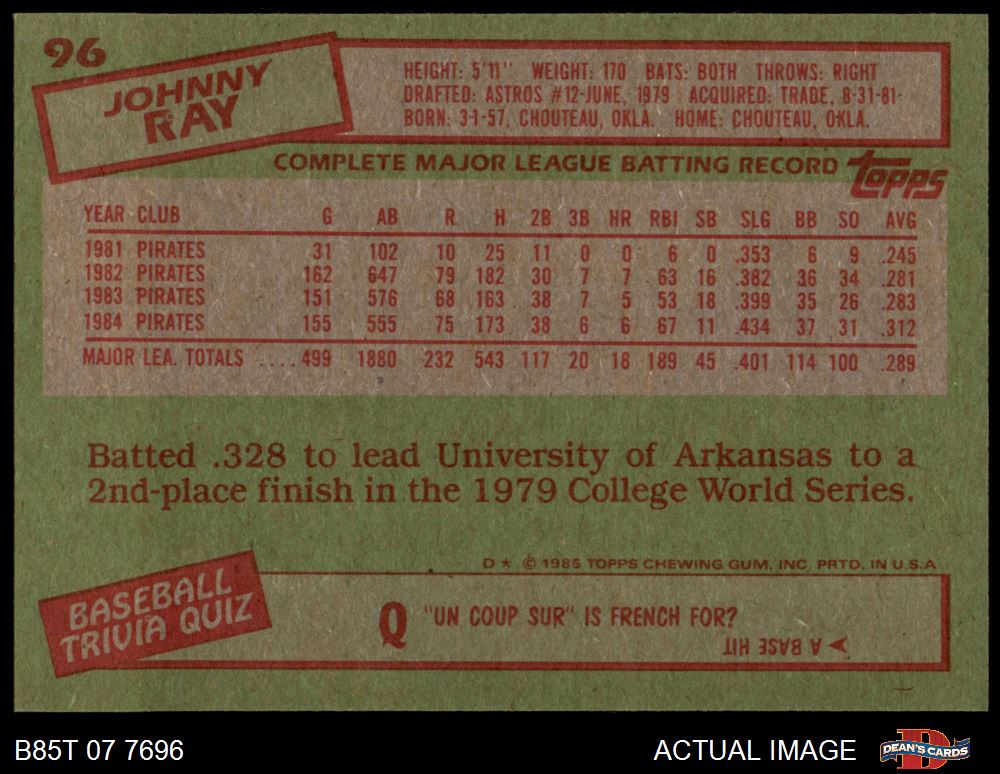 96
JOHNNY
RAY
HEIGHT: 5'11" WEIGHT: 170 BATS: BOTH THROWS: RIGHT
DRAFTED: ASTROS #12-JUNE, 1979 ACQUIRED: TRADE, 8-31-81-
BORN: 3-1-57, CHOUTEAU, OKLA. HOME: CHOUTEAU, OKLA.
COMPLETE MAJOR LEAGUE BATTING RECORD Topps
YEAR CLUB G AB R. H 2B 3B HR RBI SB SLG BB SO AVG
1981 PIRATES 31 102 10 25 11 0 0 6 0 .353 6 9 .245
1982 PIRATES 162 647 79 182 30 7 7 63 16 .382 36 34 .281
1983 PIRATES 151 576 68 163 38 7 5 53 18 .399 35 26 .283
1984 PIRATES 155 555 75 173 38 6 6 67 11 .434 37 31 .312
MAJOR LEA. TOTALS .... 499 1880 232 543 117 20 18 189 45 .401 114 100 .289
Batted .328 to lead University of Arkansas to a
2nd-place finish in the 1979 College World Series.
D * © 1985 TOPPS CHEWING GUM, INC. PRTD. IN U.S.A
BASEBALL
TRIVIA QUIZ
Q "UN COUP SUR" IS FRENCH FOR?
A BASE HIT
B85T 07 7696
ACTUAL IMAGE
DEAN'S CARDS